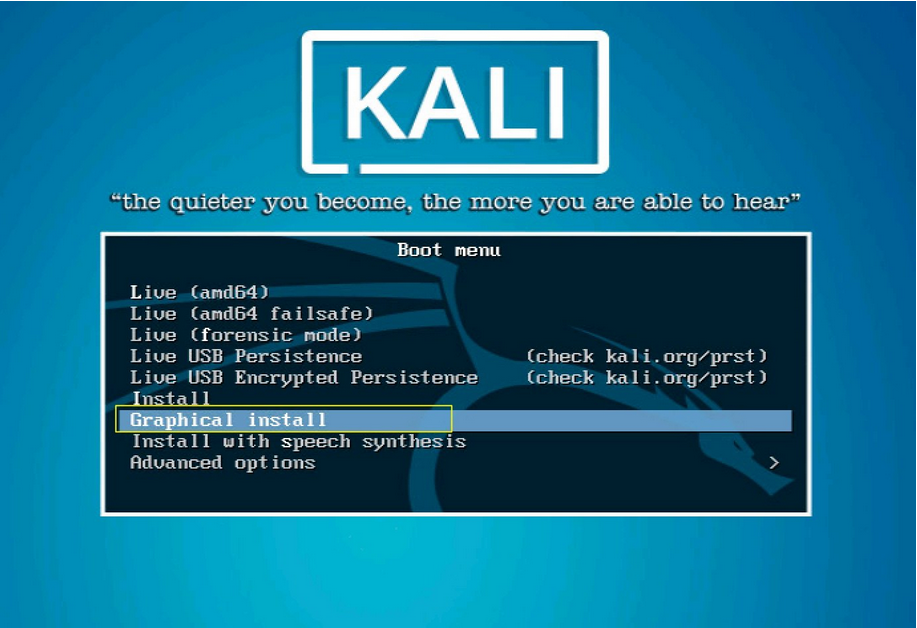 KALI
“the quieter you become, the more you are able to hear”
Boot menu
Live (amd64)
Live (amd64 failsafe)
Live (forensic mode)
Live USB Persistence (check kali.org/prst)
Live USB Encrypted Persistence (check kali.org/prst)
Install
Graphical install
Install with speech synthesis
Advanced options >